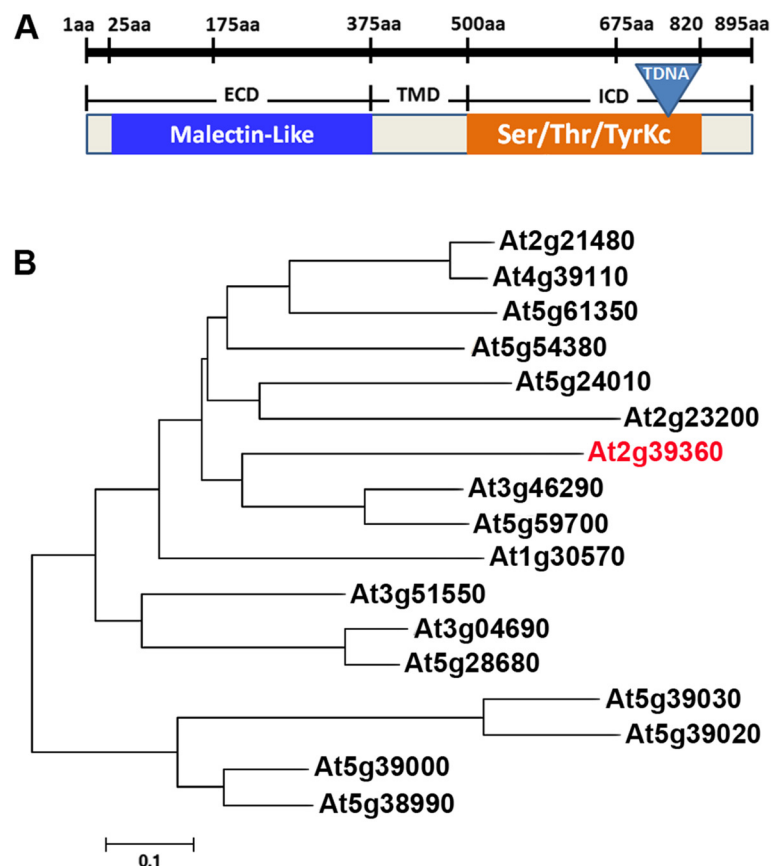 A
1aa 25aa 175aa 375aa 500aa 675aa 820 895aa
TDNA
ECD TMD ICD
Malectin-Like Ser/Thr/TyrKc
B
At2g21480
At4g39110
At5g61350
At5g54380
At5g24010
At2g23200
At2g39360
At3g46290
At5g59700
At1g30570
At3g51550
At3g04690
At5g28680
At5g39030
At5g39020
At5g39000
At5g38990
0.1